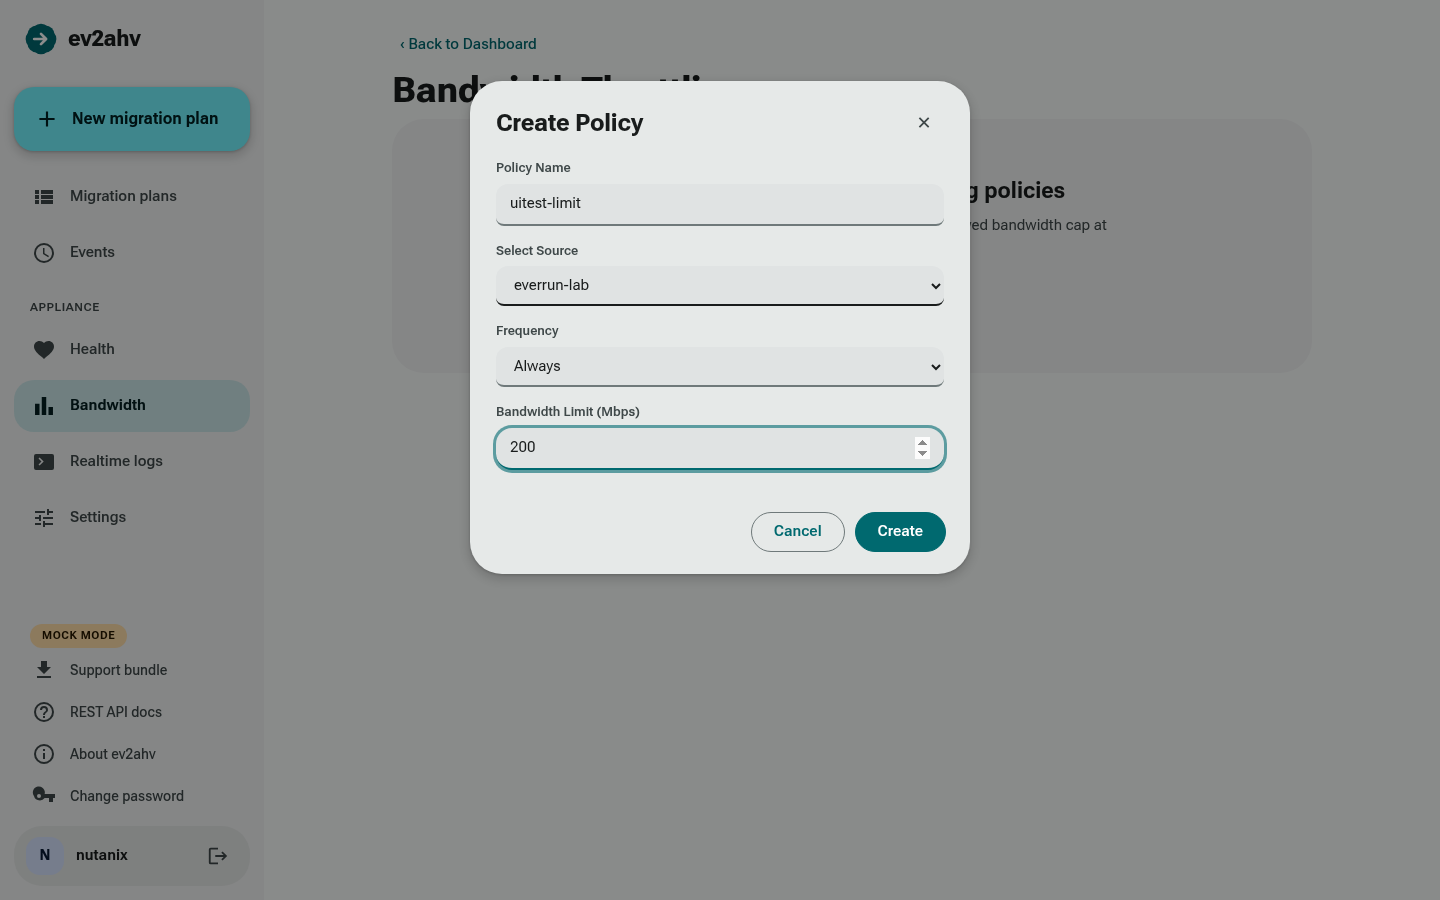 ev2ahv
New migration plan
Migration plans
Events
APPLIANCE
Health
Bandwidth
Realtime logs
Settings
MOCK MODE
Support bundle
REST API docs
About ev2ahv
Change password
N
nutanix
‹ Back to Dashboard
g policies
bandwidth cap at
Create Policy
Policy Name
uitest-limit
Select Source
everrun-lab
Frequency
Always
Bandwidth Limit (Mbps)
200
Cancel
Create